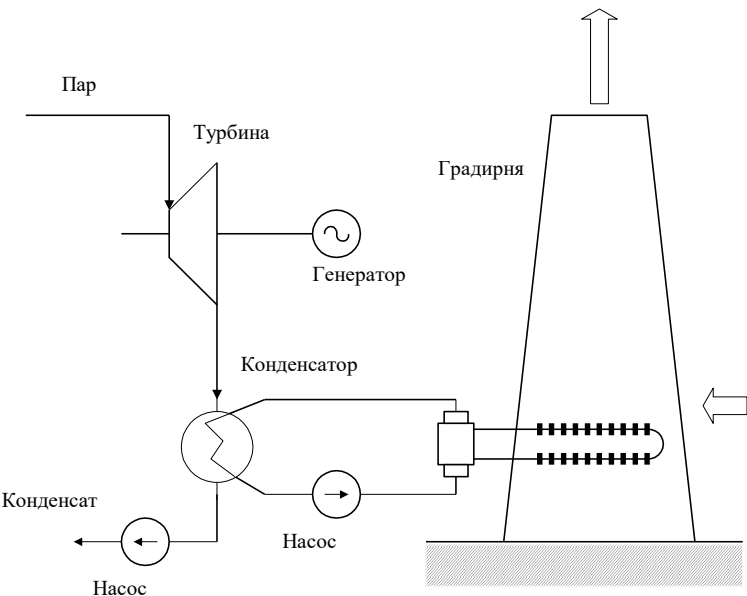 Пар
Турбина
Градирня
Генератор
Конденсатор
Конденсат
Насос
Насос